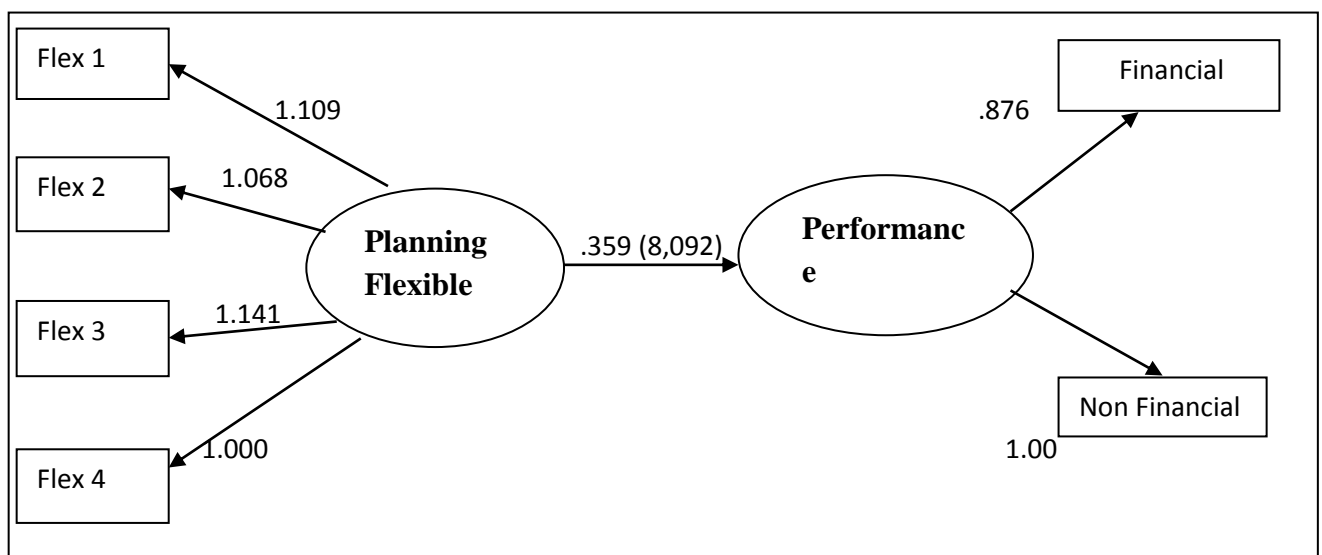 Flex 1
1.109
Flex 2
1.068
Flex 3
1.141
Flex 4
1.000
Planning
Flexible
.359 (8,092)
Performanc
e
.876
Financial
1.00
Non Financial